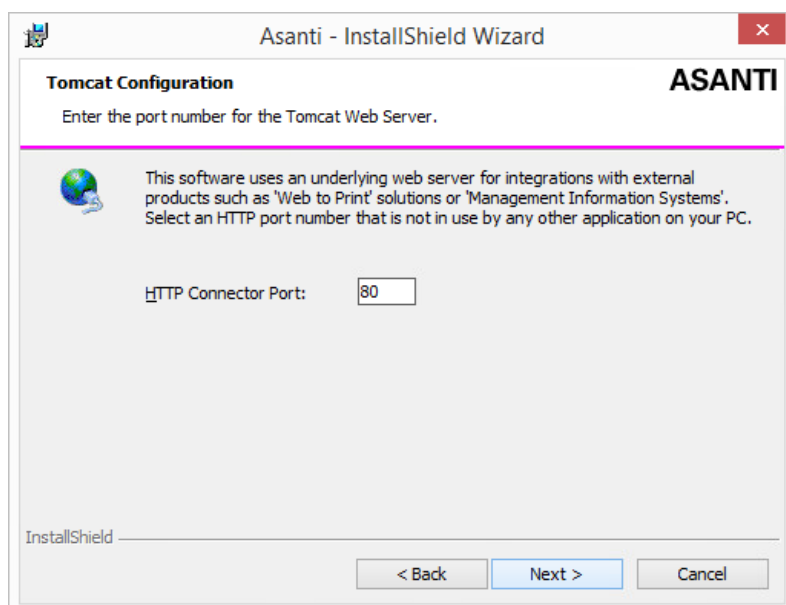 Asanti - InstallShield Wizard
Tomcat Configuration
ASANTI
Enter the port number for the Tomcat Web Server.
This software uses an underlying web server for integrations with external
products such as 'Web to Print' solutions or 'Management Information Systems'.
Select an HTTP port number that is not in use by any other application on your PC.
HTTP Connector Port: 80
InstallShield
< Back Next > Cancel